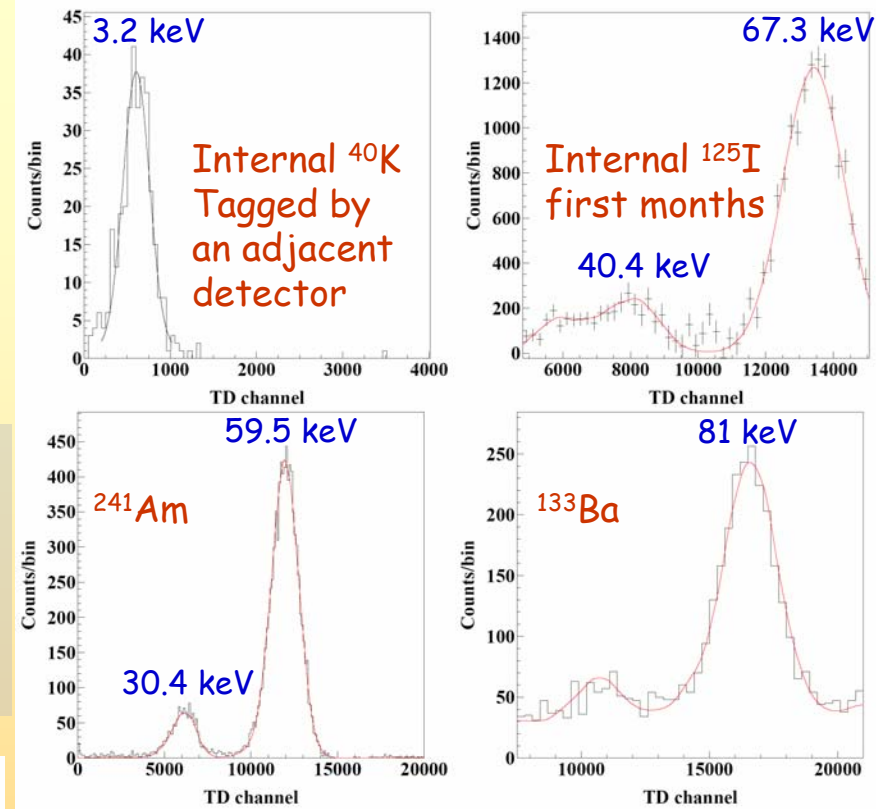 3.2 keV
Internal ⁴⁰K
Tagged by
an adjacent
detector
Counts/bin
45
40
35
30
25
20
15
10
5
0
0 1000 2000 3000 4000
TD channel
67.3 keV
Internal ¹²⁵I
first months
40.4 keV
Counts/bin
1400
1200
1000
800
600
400
200
0
6000 8000 10000 12000 14000
TD channel
59.5 keV
²⁴¹Am
30.4 keV
Counts/bin
450
400
350
300
250
200
150
100
50
0
0 5000 10000 15000 20000
TD channel
81 keV
¹³³Ba
Counts/bin
250
200
150
100
50
0
10000 15000 20000
TD channel